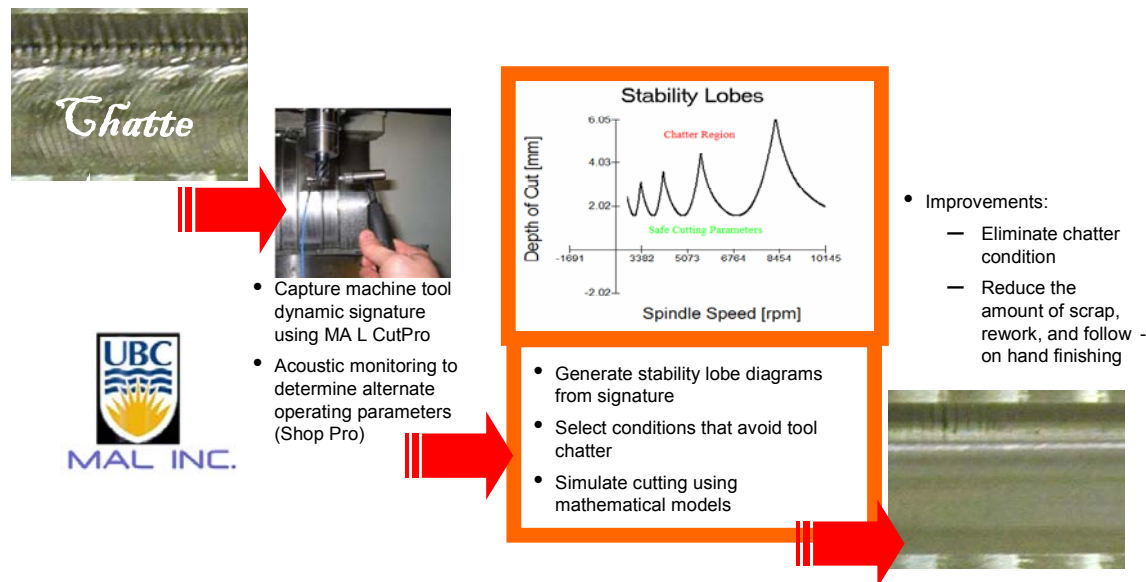 Chatte
• Capture machine tool
dynamic signature
using MA L CutPro
• Acoustic monitoring to
determine alternate
operating parameters
(Shop Pro)
UBC
MAL INC.
Stability Lobes
Depth of Cut [mm]
6.05
4.03
2.02
-2.02
Chatter Region
Safe Cutting Parameters
-1691 3382 5073 6764 8454 10145
Spindle Speed [rpm]
• Generate stability lobe diagrams
from signature
• Select conditions that avoid tool
chatter
• Simulate cutting using
mathematical models
• Improvements:
— Eliminate chatter
condition
— Reduce the
amount of scrap,
rework, and follow -
on hand finishing